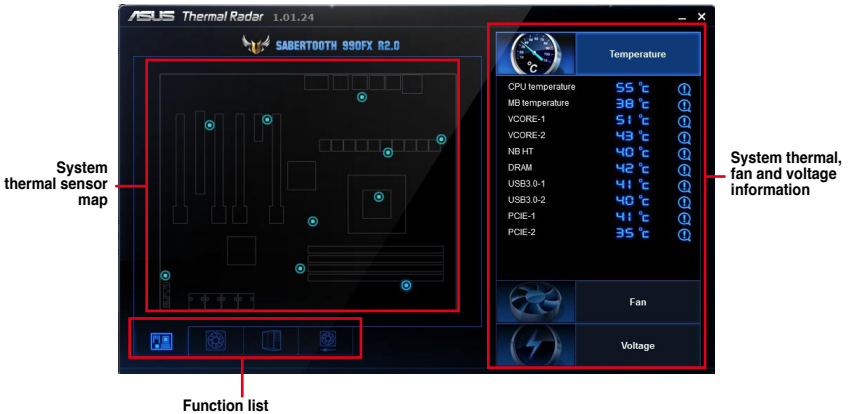 ASUS Thermal Radar 1.01.24
SABERTOOTH 990FX R2.0
°C
Temperature
CPU temperature 55 °c
MB temperature 38 °c
VCORE-1 51 °c
VCORE-2 43 °c
NB HT 40 °c
DRAM 42 °c
USB3.0-1 41 °c
USB3.0-2 40 °c
PCIE-1 41 °c
PCIE-2 35 °c
Fan
Voltage
System
thermal sensor
map
System thermal,
fan and voltage
information
Function list